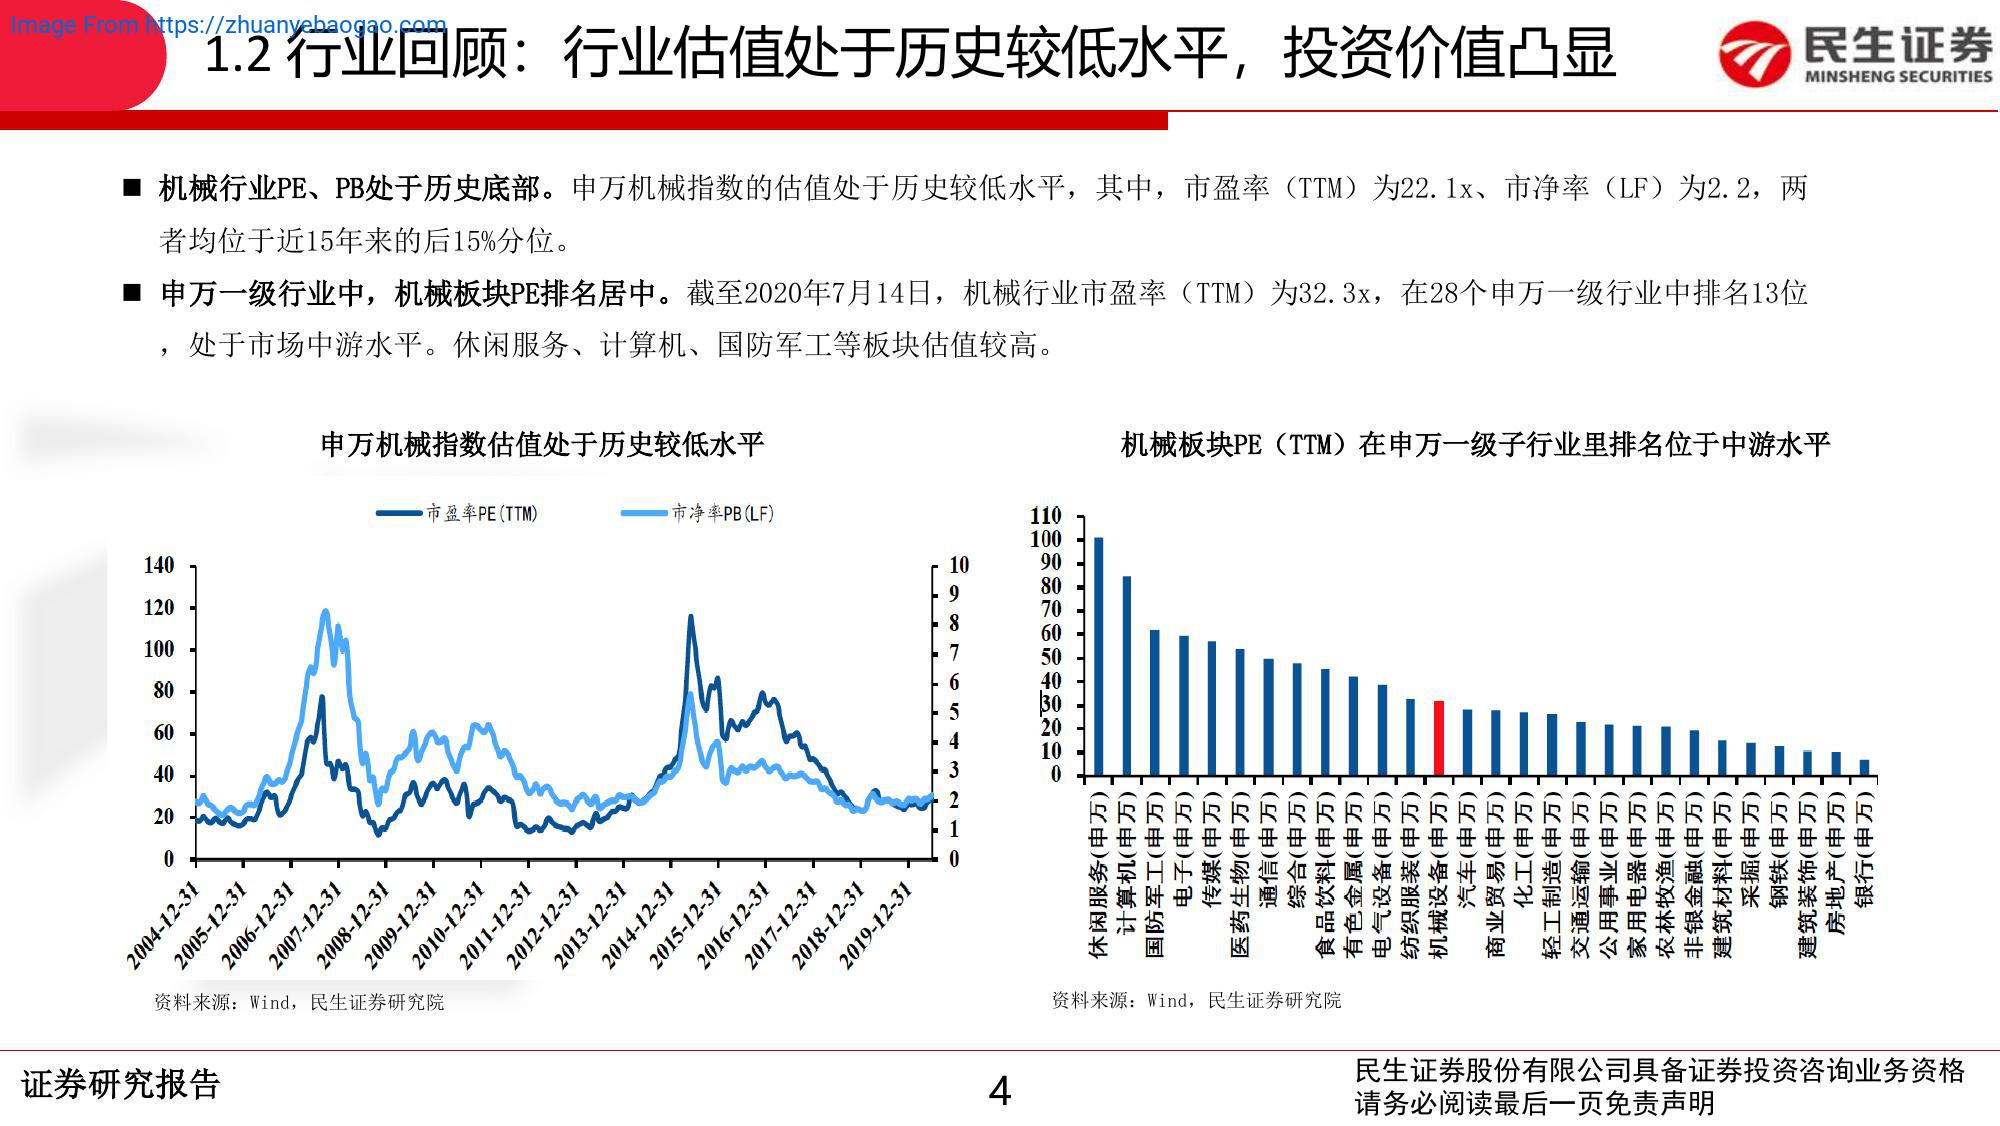 Image From https://zhuanyebaogao.com
1.2 行业回顾：行业估值处于历史较低水平，投资价值凸显
民生证券
MINSHENG SECURITIES
■ 机械行业PE、PB处于历史底部。申万机械指数的估值处于历史较低水平，其中，市盈率（TTM）为22.1x、市净率（LF）为2.2，两
者均位于近15年来的后15%分位。
■ 申万一级行业中，机械板块PE排名居中。截至2020年7月14日，机械行业市盈率（TTM）为32.3x，在28个申万一级行业中排名13位
，处于市场中游水平。休闲服务、计算机、国防军工等板块估值较高。
申万机械指数估值处于历史较低水平
市盈率PE(TTM)
市净率PB(LF)
140
120
100
80
60
40
20
0
10
9
8
7
6
5
4
3
2
1
0
2004-12-31
2005-12-31
2006-12-31
2007-12-31
2008-12-31
2009-12-31
2010-12-31
2011-12-31
2012-12-31
2013-12-31
2014-12-31
2015-12-31
2016-12-31
2017-12-31
2018-12-31
2019-12-31
资料来源：Wind，民生证券研究院
机械板块PE（TTM）在申万一级子行业里排名位于中游水平
110
100
90
80
70
60
50
40
30
20
10
0
休闲服务(申万)
计算机(申万)
国防军工(申万)
电子(申万)
传媒(申万)
医药生物(申万)
通信(申万)
综合(申万)
食品饮料(申万)
有色金属(申万)
电气设备(申万)
纺织服装(申万)
机械设备(申万)
汽车(申万)
商业贸易(申万)
化工(申万)
轻工制造(申万)
交通运输(申万)
公用事业(申万)
家用电器(申万)
农林牧渔(申万)
非银金融(申万)
建筑材料(申万)
采掘(申万)
钢铁(申万)
建筑装饰(申万)
房地产(申万)
银行(申万)
资料来源：Wind，民生证券研究院
证券研究报告
4
民生证券股份有限公司具备证券投资咨询业务资格
请务必阅读最后一页免责声明